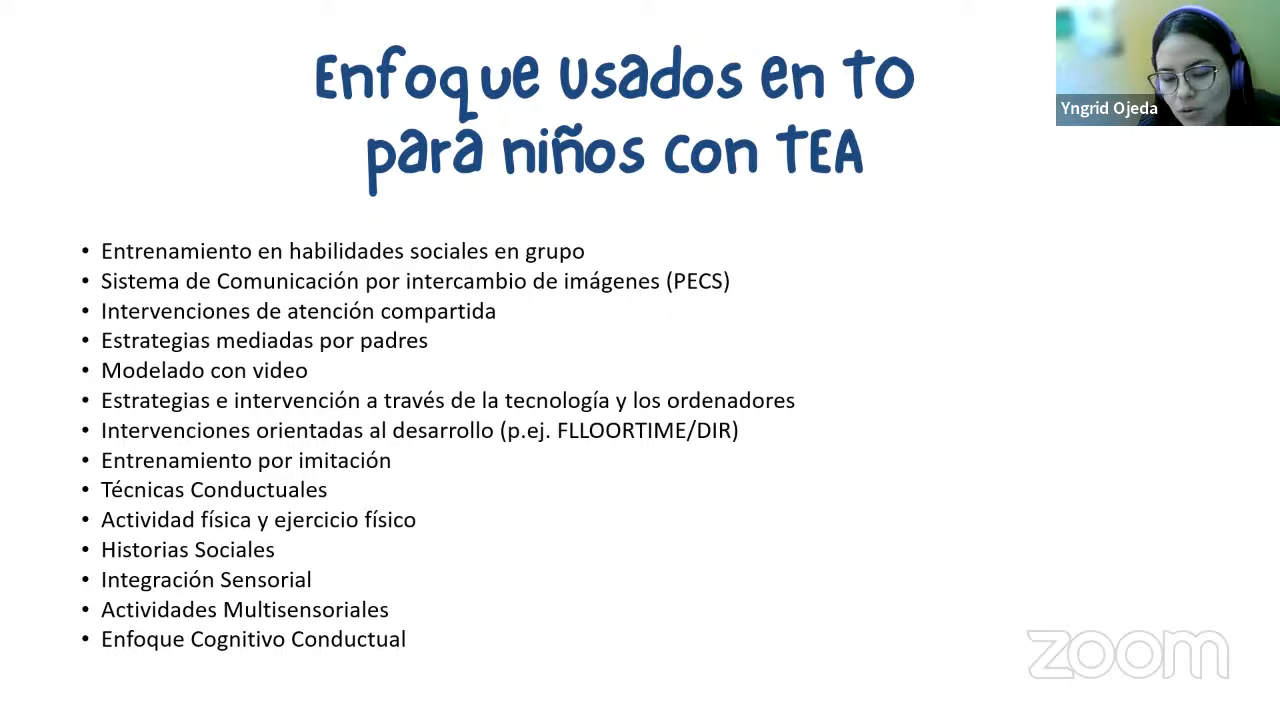 Enfoque usados en TO
para niños con TEA
Yngrid Ojeda
• Entrenamiento en habilidades sociales en grupo
• Sistema de Comunicación por intercambio de imágenes (PECS)
• Intervenciones de atención compartida
• Estrategias mediadas por padres
• Modelado con video
• Estrategias e intervención a través de la tecnología y los ordenadores
• Intervenciones orientadas al desarrollo (p.ej. FLLOORTIME/DIR)
• Entrenamiento por imitación
• Técnicas Conductuales
• Actividad física y ejercicio físico
• Historias Sociales
• Integración Sensorial
• Actividades Multisensoriales
• Enfoque Cognitivo Conductual
zoom